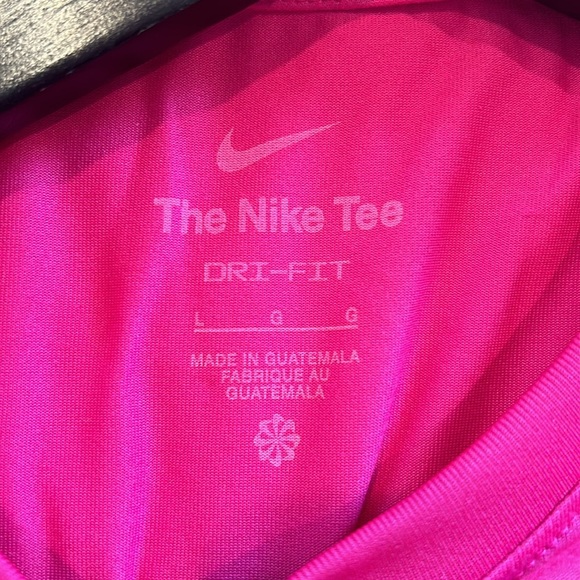 The Nike Tee
DRI-FIT
L G G
MADE IN GUATEMALA
FABRIQUE AU
GUATEMALA